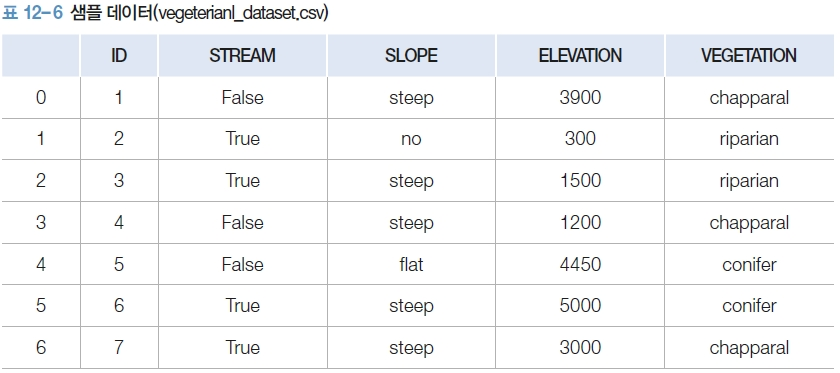 표 12-6 샘플 데이터(vegeterianl_dataset.csv)
ID STREAM SLOPE ELEVATION VEGETATION
0 1 False steep 3900 chapparal
1 2 True no 300 riparian
2 3 True steep 1500 riparian
3 4 False steep 1200 chapparal
4 5 False flat 4450 conifer
5 6 True steep 5000 conifer
6 7 True steep 3000 chapparal